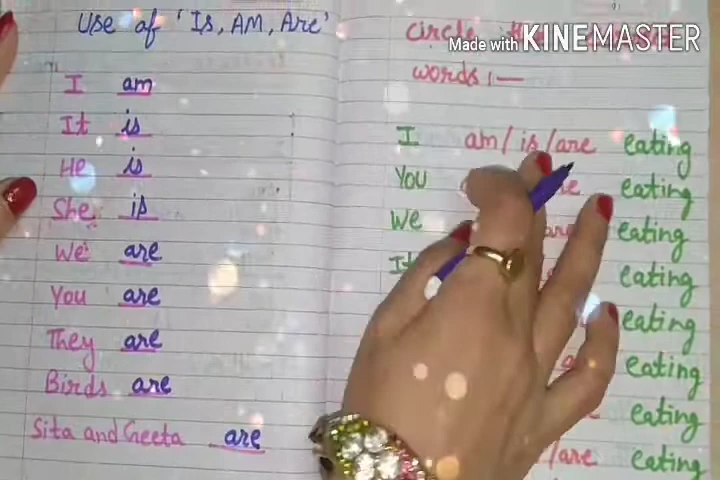 Use of 'Is, AM, Are'
I am
It is
He is
She is
We are
You are
They are
Birds are
Sita and Geeta are
circle
words :—
I am/is/are eating
You eating
We are eating
It eating
eating
eating
eating
/are eating
Made with KINEMASTER